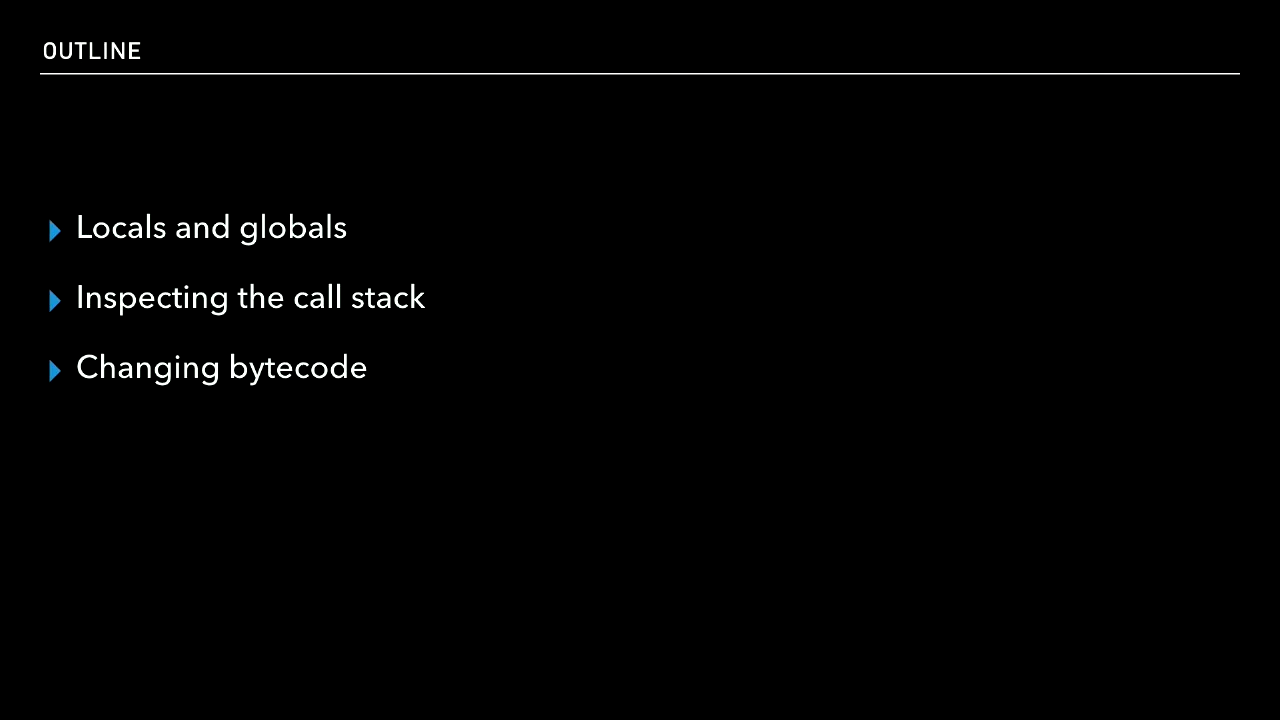 OUTLINE
Locals and globals
Inspecting the call stack
Changing bytecode